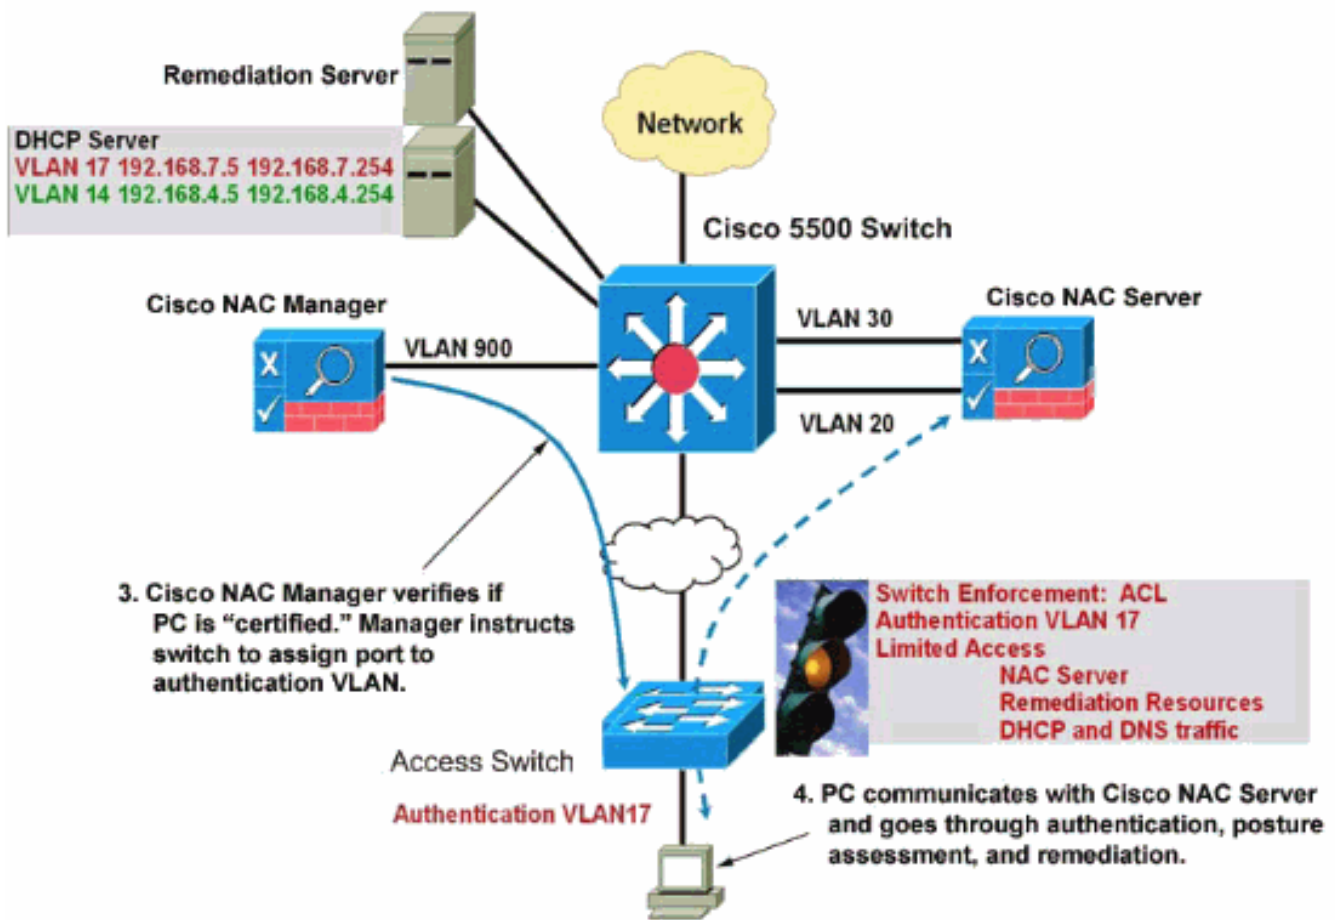 Remediation Server
Network
DHCP Server
VLAN 17 192.168.7.5 192.168.7.254
VLAN 14 192.168.4.5 192.168.4.254
Cisco 5500 Switch
Cisco NAC Manager
Cisco NAC Server
VLAN 900
VLAN 30
X
X
VLAN 20
3. Cisco NAC Manager verifies if
PC is “certified.” Manager instructs
switch to assign port to
authentication VLAN.
Switch Enforcement: ACL
Authentication VLAN 17
Limited Access
NAC Server
Remediation Resources
DHCP and DNS traffic
Access Switch
Authentication VLAN17
4. PC communicates with Cisco NAC Server
and goes through authentication, posture
assessment, and remediation.